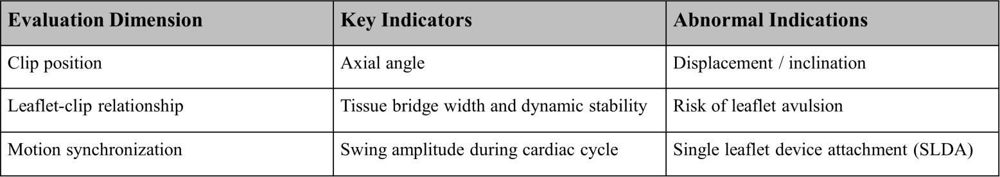 Evaluation Dimension Key Indicators Abnormal Indications
Clip position Axial angle Displacement / inclination
Leaflet-clip relationship Tissue bridge width and dynamic stability Risk of leaflet avulsion
Motion synchronization Swing amplitude during cardiac cycle Single leaflet device attachment (SLDA)